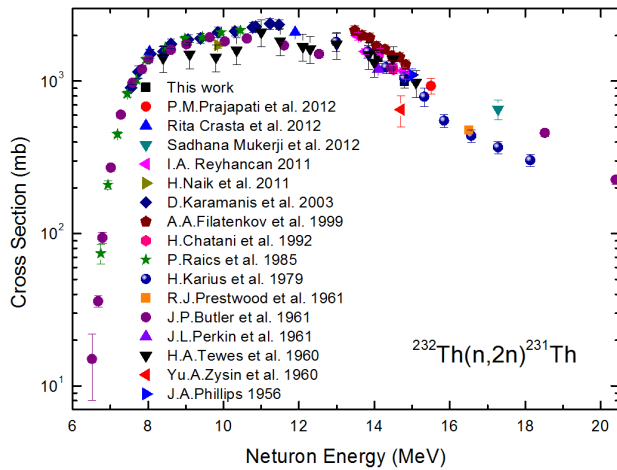 10³
10²
10¹
Cross Section (mb)
This work
P.M.Prajapati et al. 2012
Rita Crasta et al. 2012
Sadhana Mukerji et al. 2012
I.A. Reyhancan 2011
H.Naik et al. 2011
D.Karamanis et al. 2003
A.A.Filatenkov et al. 1999
H.Chatani et al. 1992
P.Raics et al. 1985
H.Karius et al. 1979
R.J.Prestwood et al. 1961
J.P.Butler et al. 1961
J.L.Perkin et al. 1961
H.A.Tewes et al. 1960
Yu.A.Zysin et al. 1960
J.A.Phillips 1956
²³²Th(n,2n)²³¹Th
6 8 10 12 14 16 18 20
Neturon Energy (MeV)